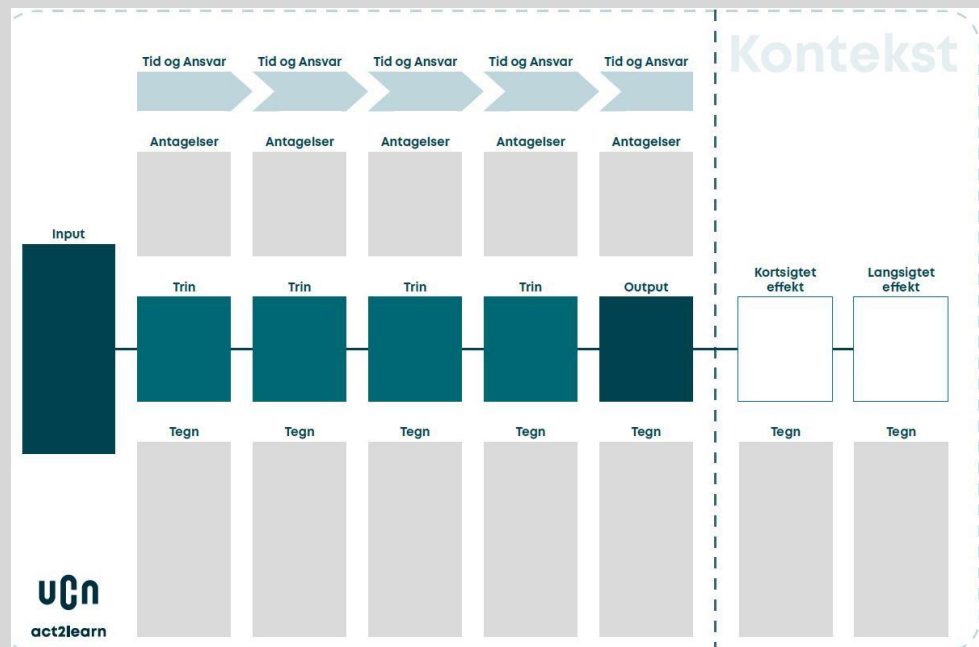 Kontekst
Tid og Ansvar Tid og Ansvar Tid og Ansvar Tid og Ansvar Tid og Ansvar
Antagelser Antagelser Antagelser Antagelser Antagelser
Input
Kortsigtet effekt
Langsigtet effekt
Trin Trin Trin Trin Output
Tegn Tegn Tegn Tegn Tegn Tegn Tegn
ucn
act2learn